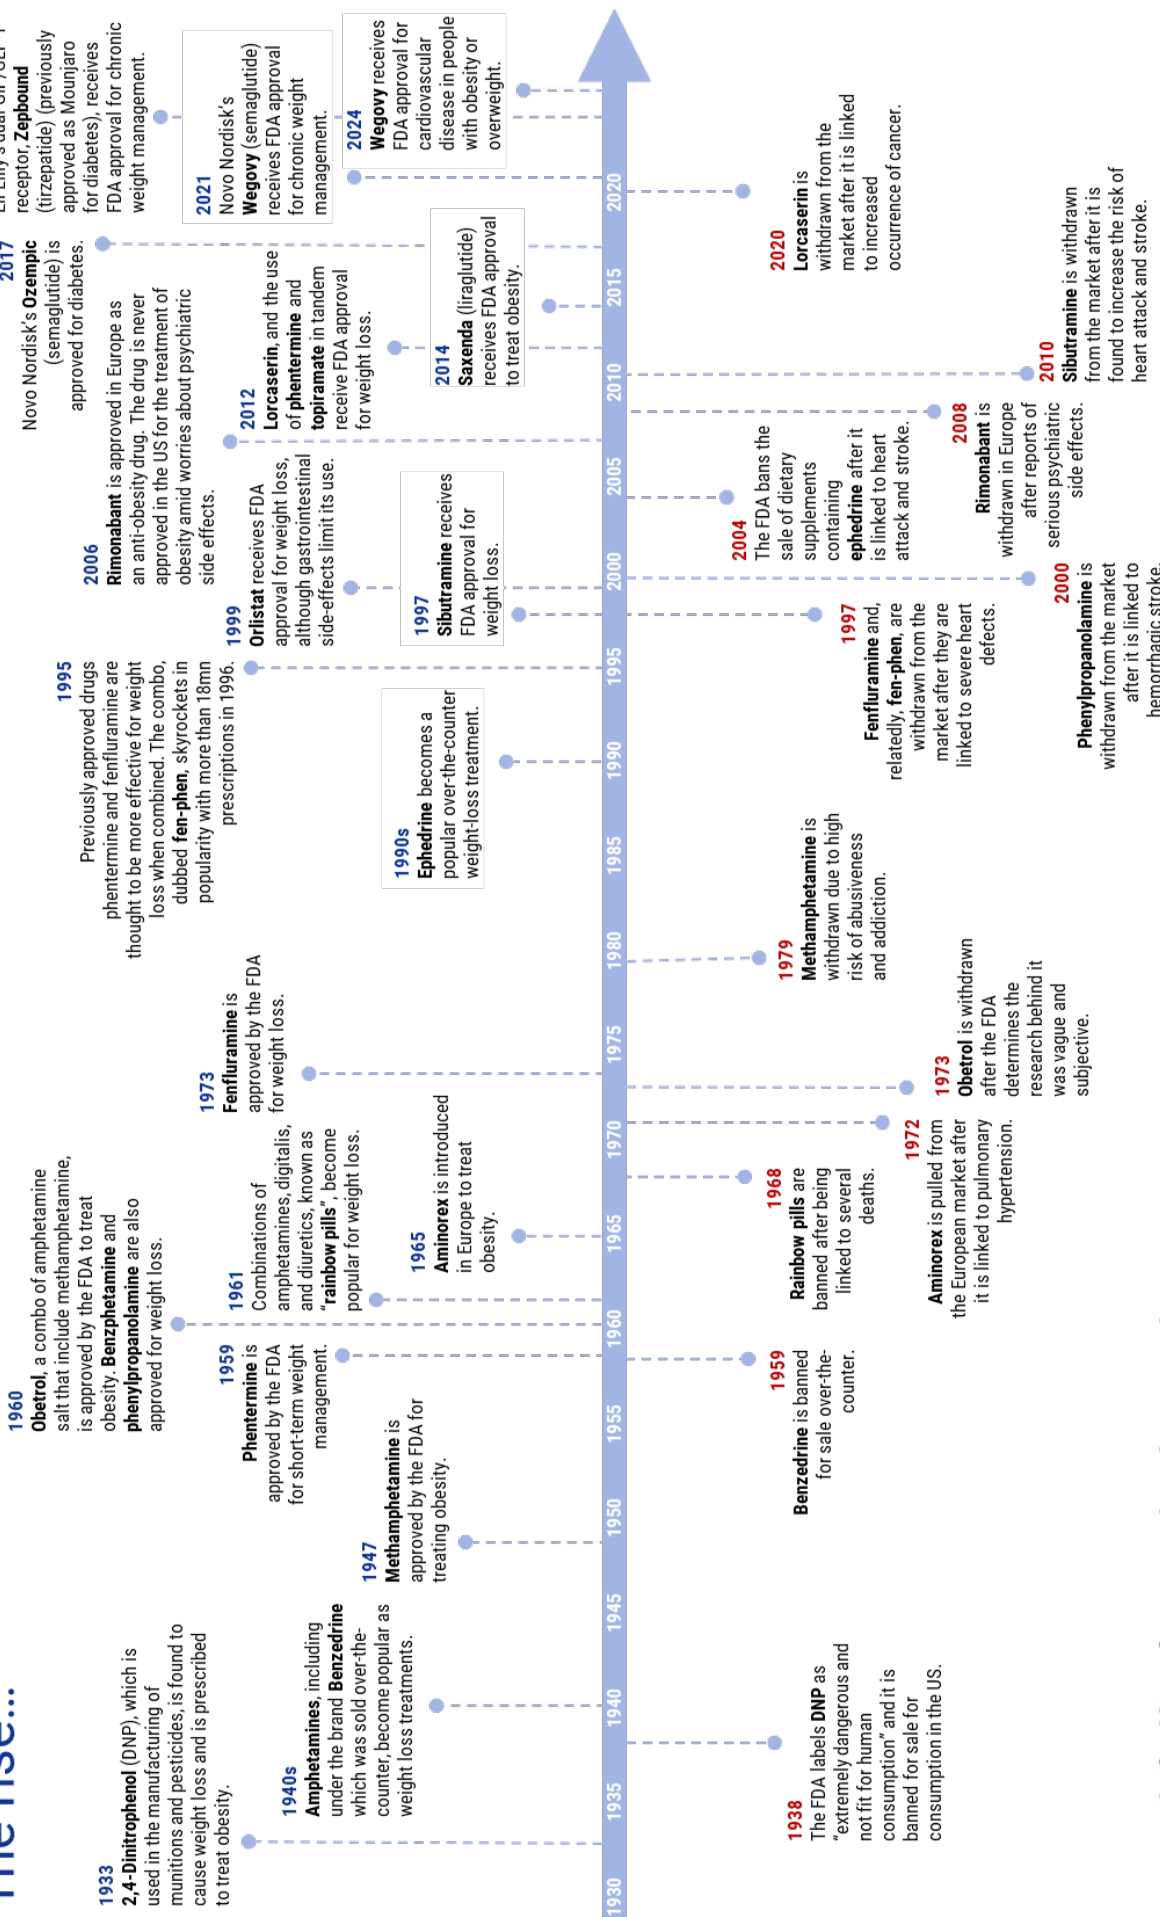 The rise...
1933
2,4-Dinitrophenol (DNP), which is
used in the manufacturing of
munitions and pesticides, is found to
cause weight loss and is prescribed
to treat obesity.
1940s
Amphetamines, including
under the brand Benzedrine
which was sold over-the-
counter, become popular as
weight loss treatments.
1947
Methamphetamine is
approved by the FDA for
treating obesity.
1959
Phentermine is
approved by the FDA
for short-term weight
management.
1960
Obetrol, a combo of amphetamine
salt that include methamphetamine,
is approved by the FDA to treat
obesity. Benzphetamine and
phenylpropanolamine are also
approved for weight loss.
1961
Combinations of
amphetamines, digitalis,
and diuretics, known as
“rainbow pills”, become
popular for weight loss.
1965
Aminorex is introduced
in Europe to treat
obesity.
1973
Fenfluramine is
approved by the FDA
for weight loss.
1990s
Ephedrine becomes a
popular over-the-counter
weight-loss treatment.
1995
Previously approved drugs
phentermine and fenfluramine are
thought to be more effective for weight
loss when combined. The combo,
dubbed fen-phen, skyrockets in
popularity with more than 18mn
prescriptions in 1996.
1997
Sibutramine receives
FDA approval for
weight loss.
1999
Orlistat receives FDA
approval for weight loss,
although gastrointestinal
side-effects limit its use.
2006
Rimonabant is approved in Europe as
an anti-obesity drug. The drug is never
approved in the US for the treatment of
obesity amid worries about psychiatric
side effects.
2012
Lorcaserin, and the use
of phentermine and
topiramate in tandem
receive FDA approval
for weight loss.
2014
Saxenda (liraglutide)
receives FDA approval
to treat obesity.
2017
Novo Nordisk’s Ozempic
(semaglutide) is
approved for diabetes.
2021
Novo Nordisk’s
Wegovy (semaglutide)
receives FDA approval
for chronic weight
management.
receptor, Zepbound
(tirzepatide) (previously
approved as Mounjaro
for diabetes), receives
FDA approval for chronic
weight management.
2024
Wegovy receives
FDA approval for
cardiovascular
disease in people
with obesity or
overweight.
1930 1935 1940 1945 1950 1955 1960 1965 1970 1975 1980 1985 1990 1995 2000 2005 2010 2015 2020
1938
The FDA labels DNP as
“extremely dangerous and
not fit for human
consumption” and it is
banned for sale for
consumption in the US.
1959
Benzedrine is banned
for sale over-the-
counter.
1968
Rainbow pills are
banned after being
linked to several
deaths.
1972
Aminorex is pulled from
the European market after
it is linked to pulmonary
hypertension.
1973
Obetrol is withdrawn
after the FDA
determines the
research behind it
was vague and
subjective.
1979
Methamphetamine is
withdrawn due to high
risk of abusiveness
and addiction.
1997
Fenfluramine and,
relatedly, fen-phen, are
withdrawn from the
market after they are
linked to severe heart
defects.
2000
Phenylpropanolamine is
withdrawn from the market
after it is linked to
hemorrhagic stroke.
2004
The FDA bans the
sale of dietary
supplements
containing
ephedrine after it
is linked to heart
attack and stroke.
2008
Rimonabant is
withdrawn in Europe
after reports of
serious psychiatric
side effects.
2010
Sibutramine is withdrawn
from the market after it is
found to increase the risk of
heart attack and stroke.
2020
Lorcaserin is
withdrawn from the
market after it is linked
to increased
occurrence of cancer.